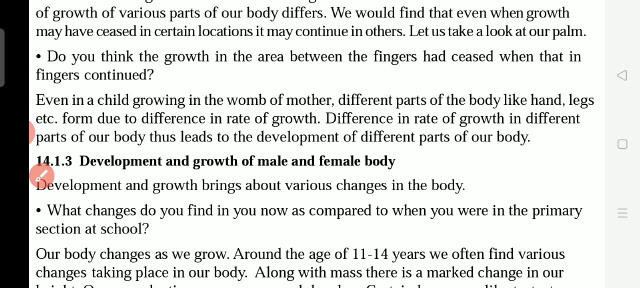 of growth of various parts of our body differs. We would find that even when growth
may have ceased in certain locations it may continue in others. Let us take a look at our palm.
• Do you think the growth in the area between the fingers had ceased when that in
fingers continued?
Even in a child growing in the womb of mother, different parts of the body like hand, legs
etc. form due to difference in rate of growth. Difference in rate of growth in different
parts of our body thus leads to the development of different parts of our body.
14.1.3 Development and growth of male and female body
Development and growth brings about various changes in the body.
• What changes do you find in you now as compared to when you were in the primary
section at school?
Our body changes as we grow. Around the age of 11-14 years we often find various
changes taking place in our body. Along with mass there is a marked change in our